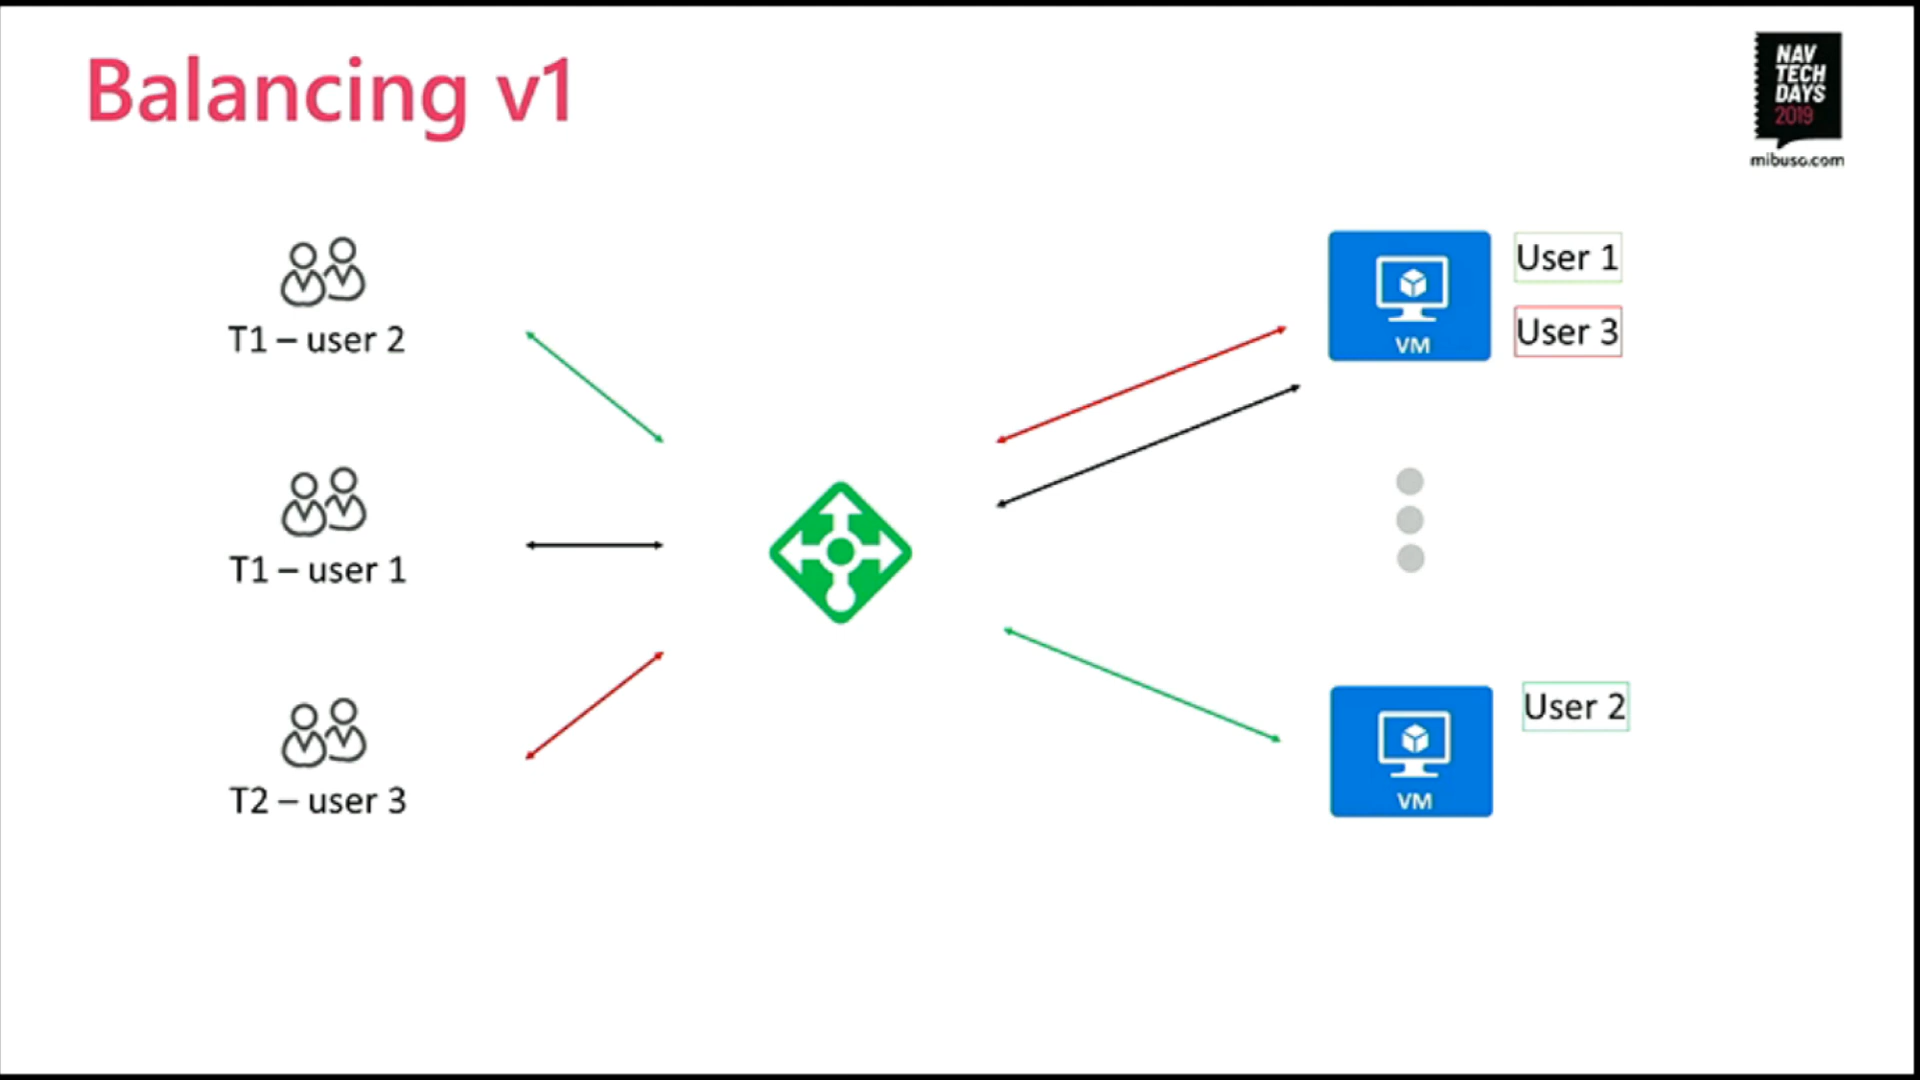 Balancing v1
NAV
TECH
DAYS
2019
mibuso.com
T1 – user 2
T1 – user 1
T2 – user 3
VM
User 1
User 3
VM
User 2